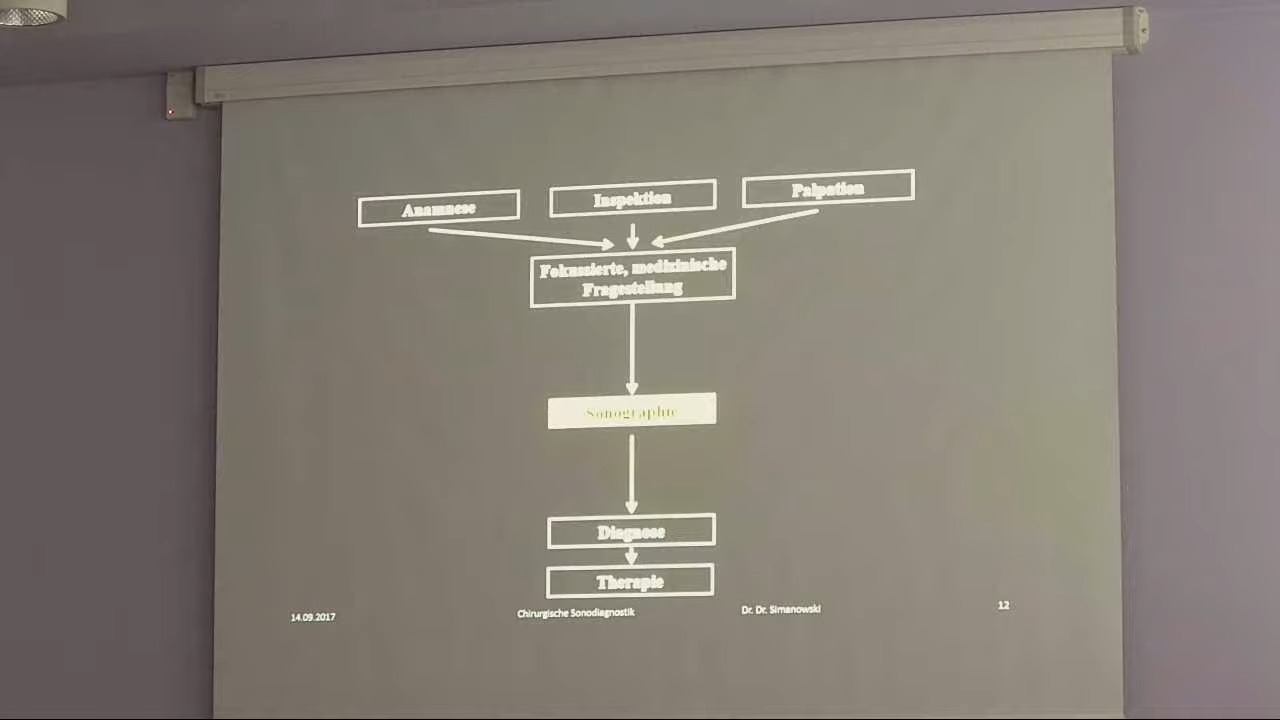 Anamnese
Inspektion
Palpation
Fokussierte, medizinische
Fragestellung
Sonographie
Diagnose
Therapie
14.09.2017
Chirurgische Sonodiagnostik
Dr. Dr. Simanowski
12